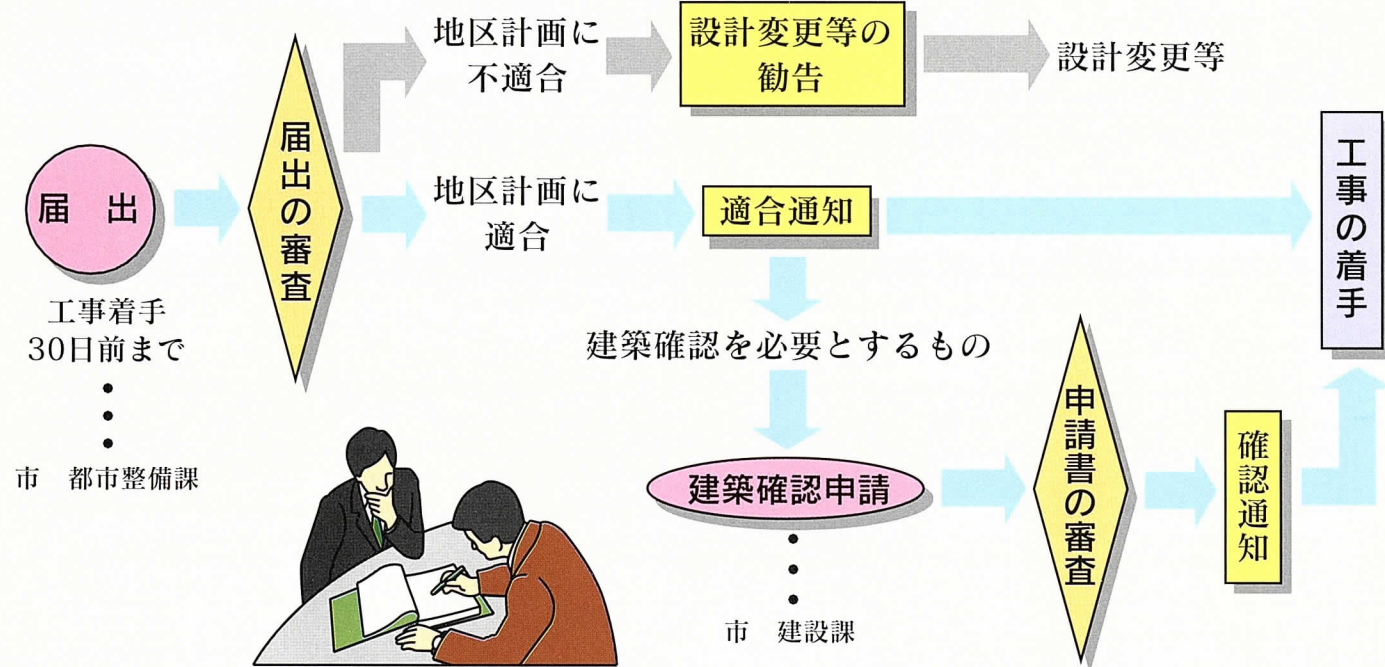 届　出
工事着手
30日前まで
市　都市整備課
届出の審査
地区計画に
不適合
設計変更等の
勧告
設計変更等
地区計画に
適合
適合通知
建築確認を必要とするもの
建築確認申請
市　建設課
申請書の審査
確認通知
工事の着手